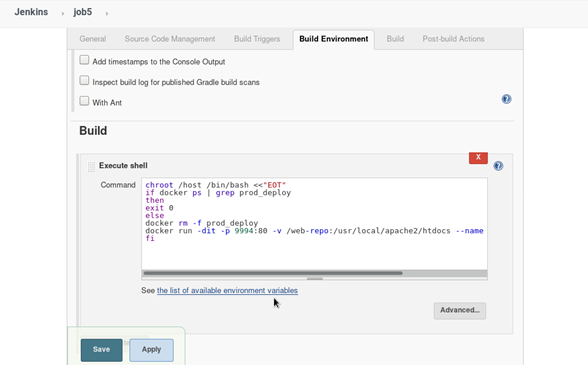 Jenkins › job5 ›
General Source Code Management Build Triggers Build Environment Build Post-build Actions
Add timestamps to the Console Output
Inspect build log for published Gradle build scans
With Ant
Build
X
Execute shell
Command
chroot /host /bin/bash <<"EOT"
if docker ps | grep prod_deploy
then
exit 0
else
docker rm -f prod_deploy
docker run -dit -p 9994:80 -v /web-repo:/usr/local/apache2/htdocs --name
fi
See the list of available environment variables
Advanced...
Save Apply